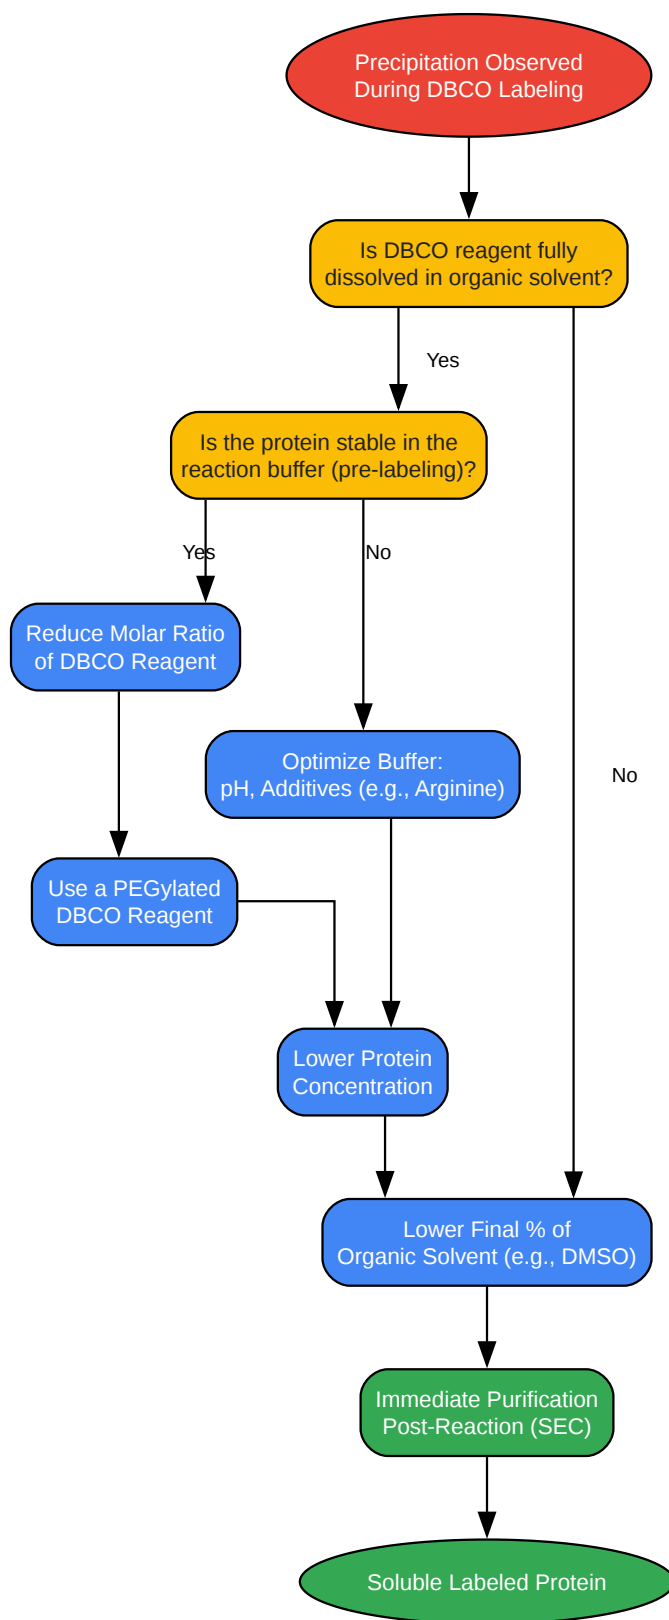 Precipitation Observed
During DBCO Labeling
Is DBCO reagent fully
dissolved in organic solvent?
Yes
Is the protein stable in the
reaction buffer (pre-labeling)?
Yes
No
Reduce Molar Ratio
of DBCO Reagent
Optimize Buffer:
pH, Additives (e.g., Arginine)
No
Use a PEGylated
DBCO Reagent
Lower Protein
Concentration
Lower Final % of
Organic Solvent (e.g., DMSO)
Immediate Purification
Post-Reaction (SEC)
Soluble Labeled Protein